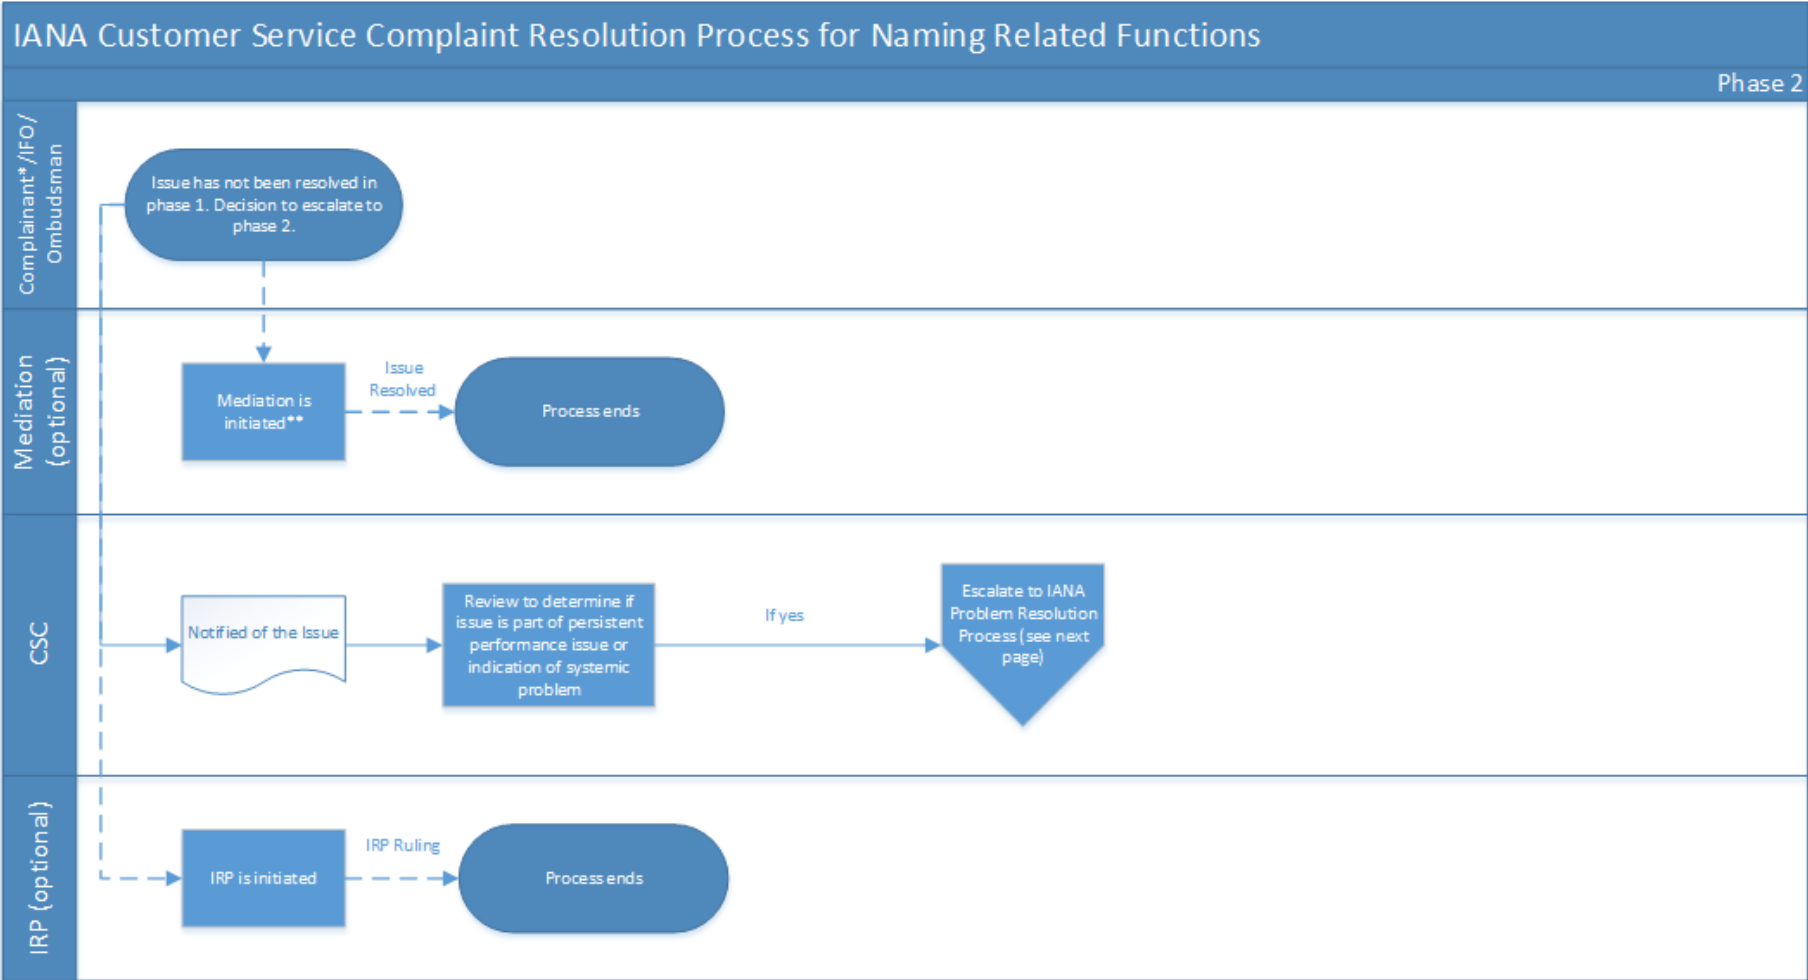 IANA Customer Service Complaint Resolution Process for Naming Related Functions
Phase 2
Complainant*/IFO/
Ombudsman
Issue has not been resolved in
phase 1. Decision to escalate to
phase 2.
Mediation
(optional)
Mediation is
initiated**
Issue
Resolved
Process ends
CSC
Notified of the Issue
Review to determine if
issue is part of persistent
performance issue or
indication of systemic
problem
If yes
Escalate to IANA
Problem Resolution
Process (see next
page)
IRP (optional)
IRP is initiated
IRP Ruling
Process ends